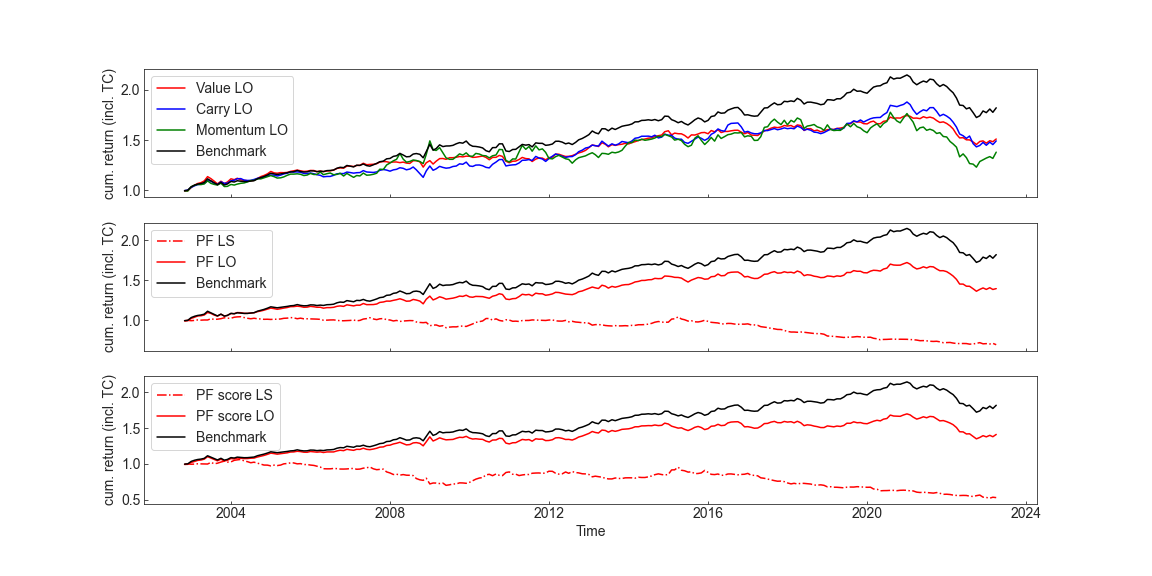 cum. return (incl. TC)
2.0
1.5
1.0
Value LO
Carry LO
Momentum LO
Benchmark
cum. return (incl. TC)
2.0
1.5
1.0
PF LS
PF LO
Benchmark
cum. return (incl. TC)
2.0
1.5
1.0
0.5
PF score LS
PF score LO
Benchmark
2004 2008 2012 2016 2020 2024
Time